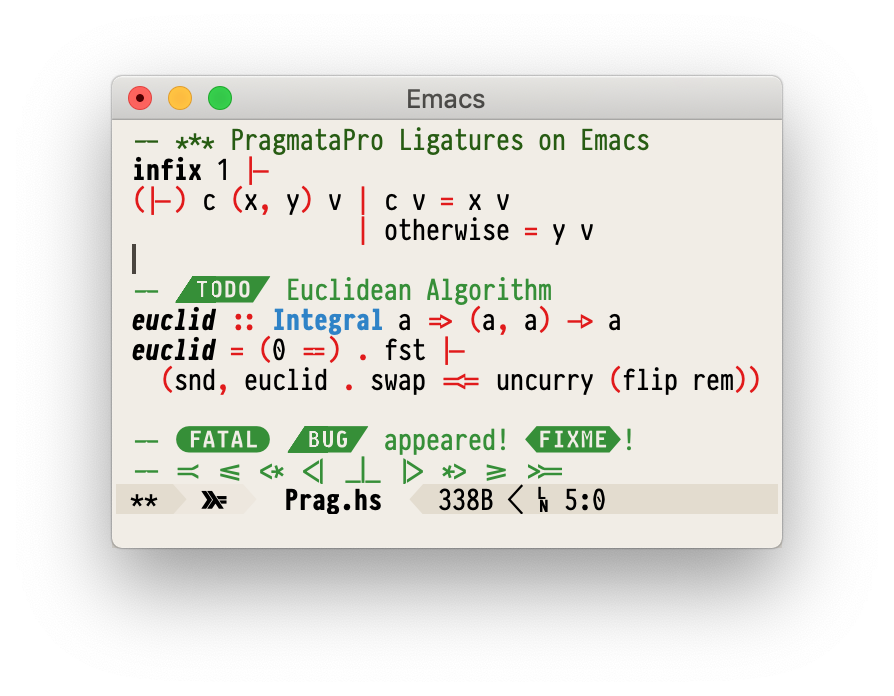 Emacs
-- *** PragmataPro Ligatures on Emacs
infix 1 |-
(|-) c (x, y) v | c v = x v
| otherwise = y v
-- TODO Euclidean Algorithm
euclid :: Integral a => (a, a) -> a
euclid = (0 ==) . fst |-
(snd, euclid . swap =<< uncurry (flip rem))
-- FATAL BUG appeared! FIXME!
-- =< <= <* <| _|_ |> *> >= >>=
** Prag.hs 338B < LN 5:0